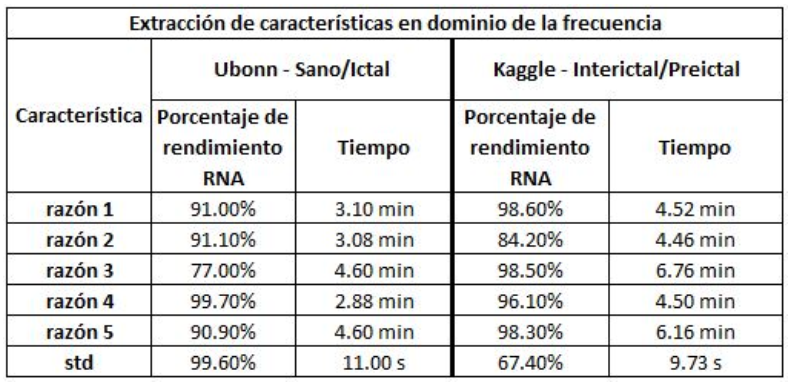 Extracción de características en dominio de la frecuencia
Característica
Ubonn - Sano/Ictal
Kaggle - Interictal/Preictal
Porcentaje de
rendimiento
RNA
Tiempo
Porcentaje de
rendimiento
RNA
Tiempo
razón 1 91.00% 3.10 min 98.60% 4.52 min
razón 2 91.10% 3.08 min 84.20% 4.46 min
razón 3 77.00% 4.60 min 98.50% 6.76 min
razón 4 99.70% 2.88 min 96.10% 4.50 min
razón 5 90.90% 4.60 min 98.30% 6.16 min
std 99.60% 11.00 s 67.40% 9.73 s